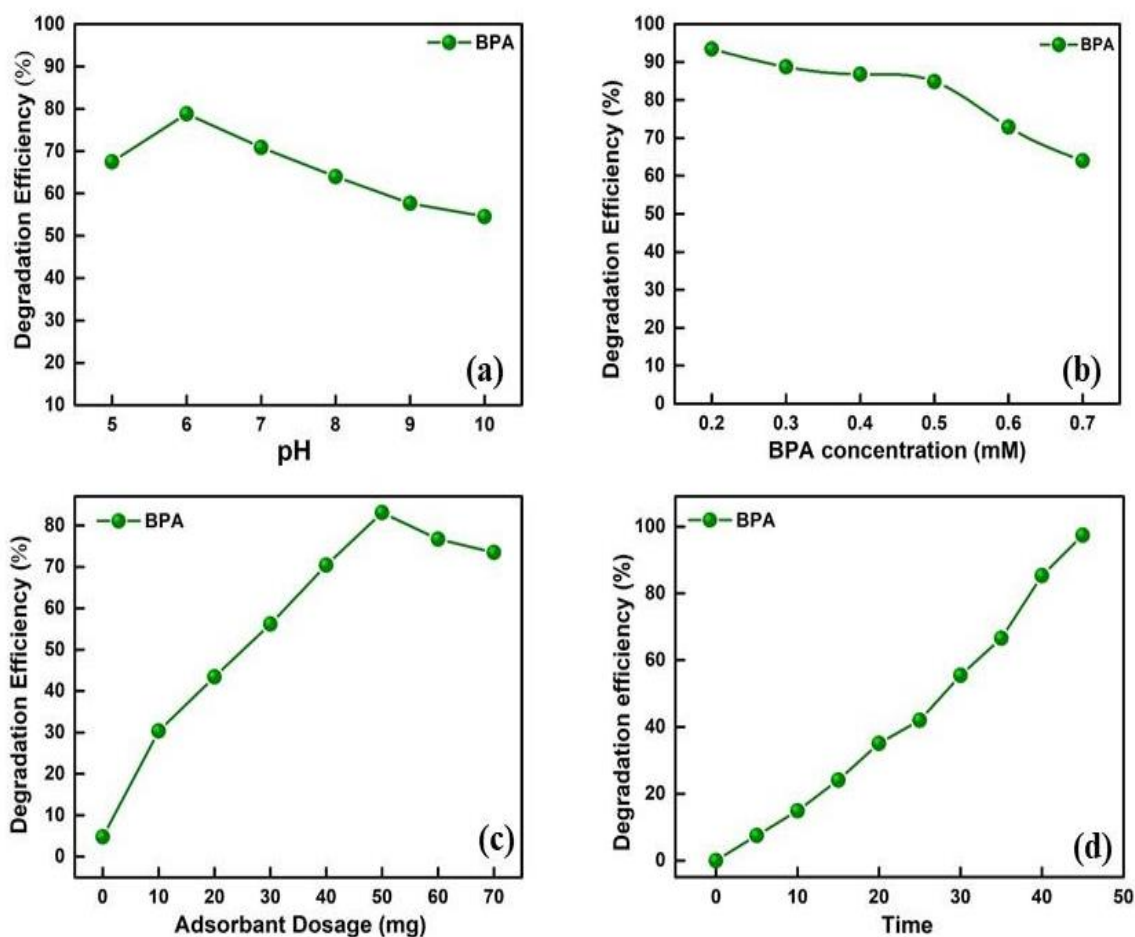 Degradation Efficiency (%)
100
90
80
70
60
50
40
30
20
10
BPA
(a)
5 6 7 8 9 10
pH
Degradation Efficiency (%)
100
90
80
70
60
50
40
30
20
10
0
BPA
(b)
0.2 0.3 0.4 0.5 0.6 0.7
BPA concentration (mM)
Degradation Efficiency (%)
80
70
60
50
40
30
20
10
0
BPA
(c)
0 10 20 30 40 50 60 70
Adsorbant Dosage (mg)
Degradation efficiency (%)
100
80
60
40
20
0
BPA
(d)
0 10 20 30 40 50
Time